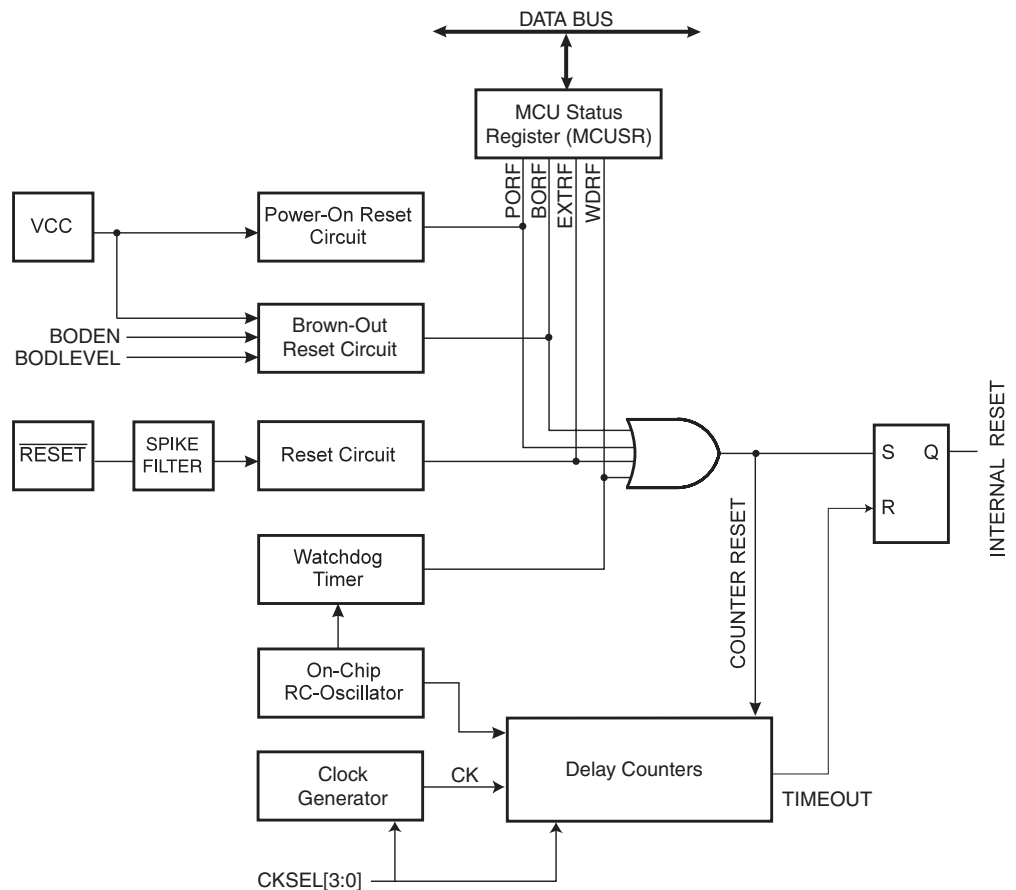 DATA BUS
MCU Status
Register (MCUSR)
PORF
BORF
EXTRF
WDRF
VCC
Power-On Reset
Circuit
BODEN
BODLEVEL
Brown-Out
Reset Circuit
RESET
SPIKE
FILTER
Reset Circuit
S
Q
R
INTERNAL RESET
Watchdog
Timer
COUNTER RESET
On-Chip
RC-Oscillator
Clock
Generator
CK
Delay Counters
TIMEOUT
CKSEL[3:0]